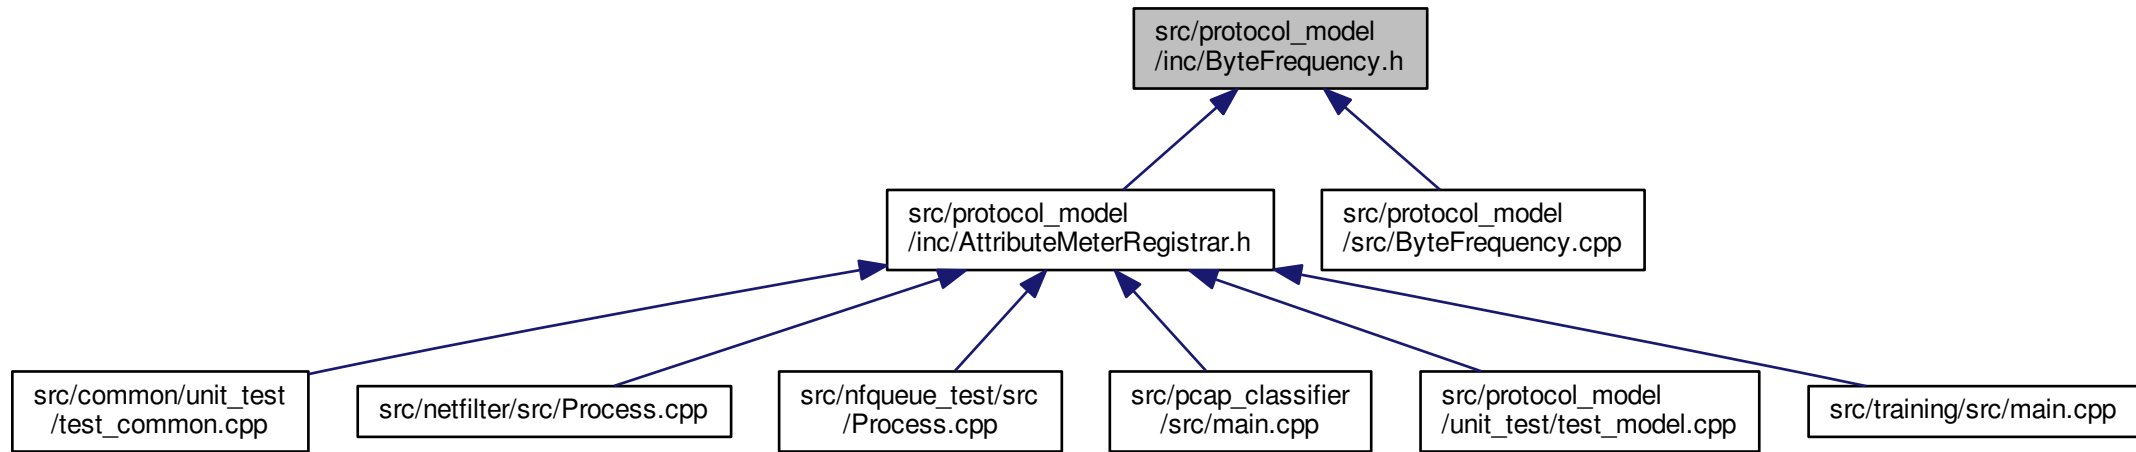 src/protocol_model
/inc/ByteFrequency.h
src/protocol_model
/inc/AttributeMeterRegistrar.h
src/protocol_model
/src/ByteFrequency.cpp
src/common/unit_test
/test_common.cpp
src/netfilter/src/Process.cpp
src/nfqueue_test/src
/Process.cpp
src/pcap_classifier
/src/main.cpp
src/protocol_model
/unit_test/test_model.cpp
src/training/src/main.cpp